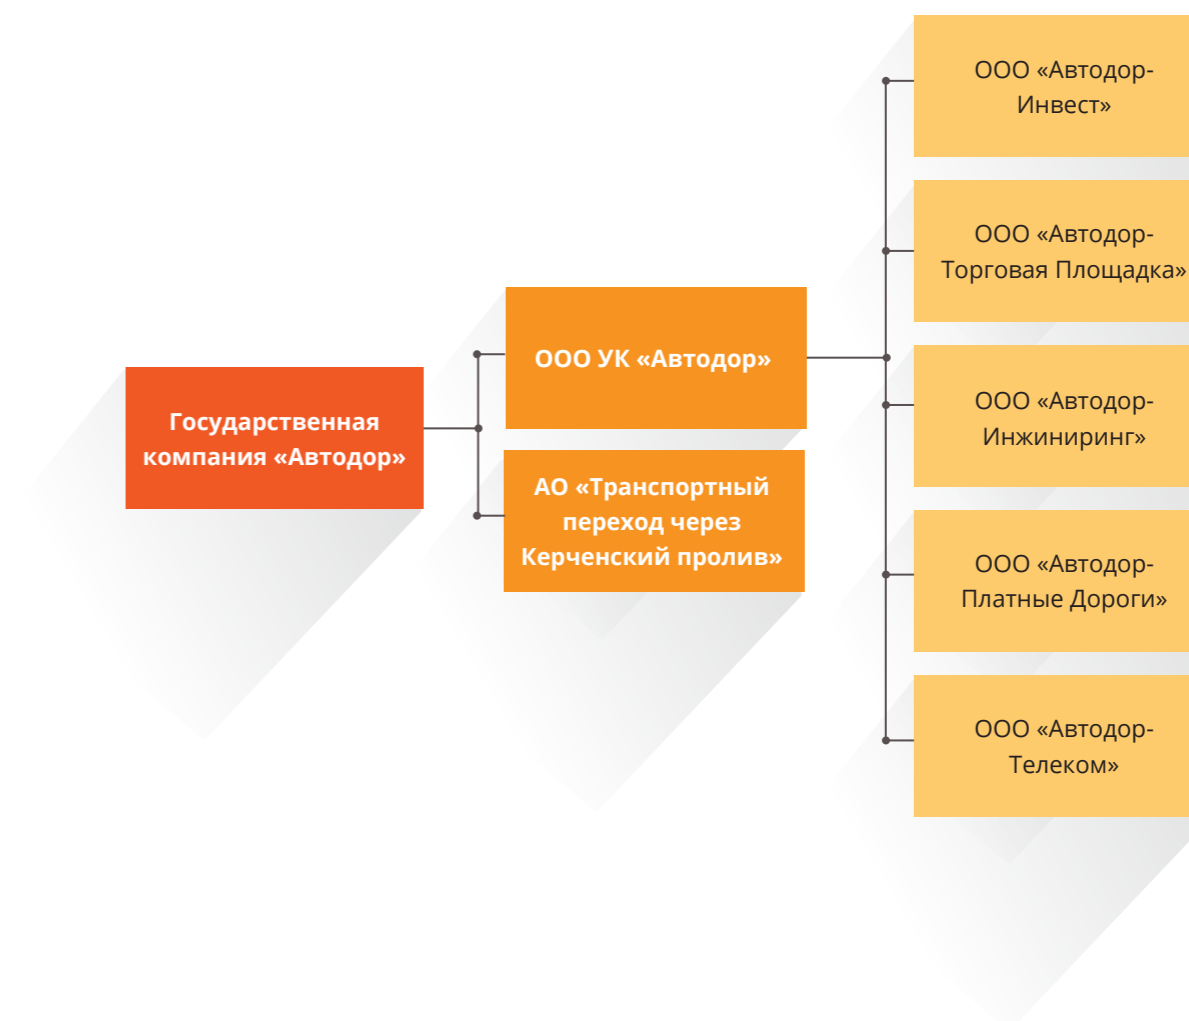 Государственная
компания «Автодор»
ООО УК «Автодор»
АО «Транспортный
переход через
Керченский пролив»
ООО «Автодор-
Инвест»
ООО «Автодор-
Торговая Площадка»
ООО «Автодор-
Инжиниринг»
ООО «Автодор-
Платные Дороги»
ООО «Автодор-
Телеком»